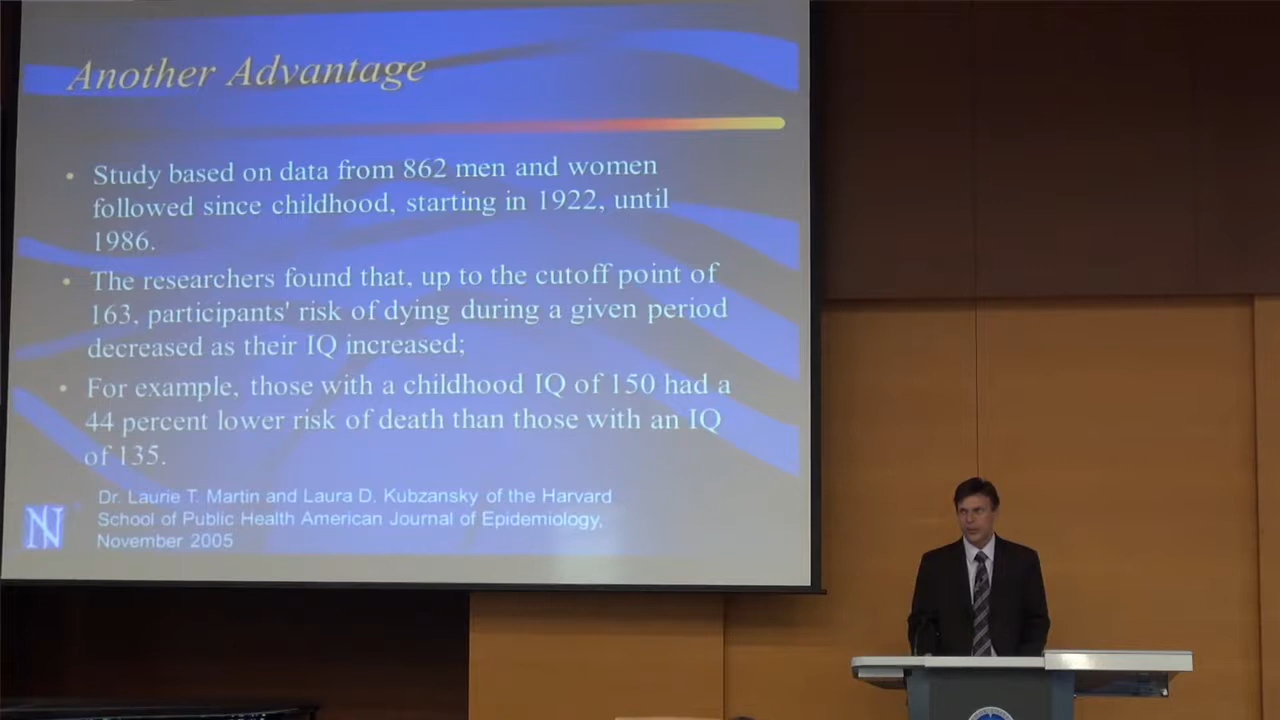 Another Advantage
• Study based on data from 862 men and women
followed since childhood, starting in 1922, until
1986.
• The researchers found that, up to the cutoff point of
163, participants' risk of dying during a given period
decreased as their IQ increased;
• For example, those with a childhood IQ of 150 had a
44 percent lower risk of death than those with an IQ
of 135.
Dr. Laurie T. Martin and Laura D. Kubzansky of the Harvard
School of Public Health American Journal of Epidemiology,
November 2005